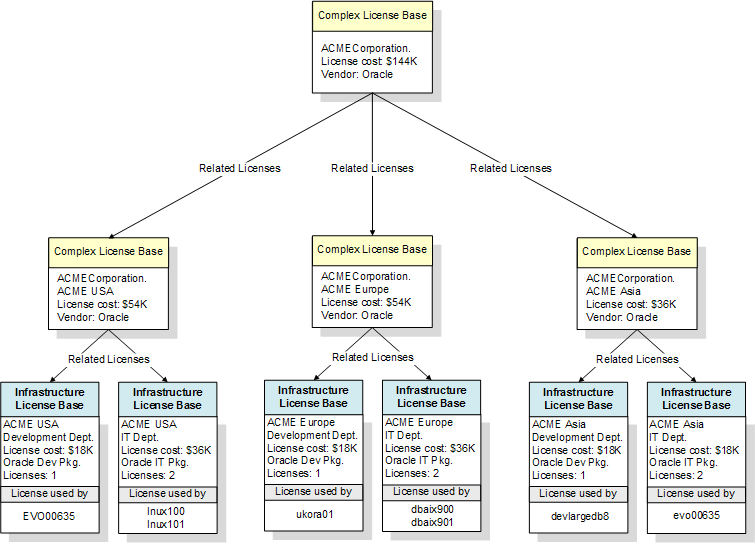 Complex License Base
ACMECorporation.
License cost: $144K
Vendor: Oracle
Related Licenses
Related Licenses
Related Licenses
Complex License Base
ACMECorporation.
ACME USA
License cost: $54K
Vendor: Oracle
Complex License Base
ACMECorporation.
ACME Europe
License cost: $54K
Vendor: Oracle
Complex License Base
ACMECorporation.
ACME Asia
License cost: $36K
Vendor: Oracle
Related Licenses
Related Licenses
Related Licenses
Infrastructure
License Base
ACME USA
Development Dept.
License cost: $18K
Oracle Dev Pkg.
Licenses: 1
License used by
EVO00635
Infrastructure
License Base
ACME USA
IT Dept.
License cost: $36K
Oracle IT Pkg.
Licenses: 2
License used by
lnux100
lnux101
Infrastructure
License Base
ACME Europe
Development Dept.
License cost: $18K
Oracle Dev Pkg.
Licenses: 1
License used by
ukora01
Infrastructure
License Base
ACME Europe
IT Dept.
License cost: $36K
Oracle IT Pkg.
Licenses: 2
License used by
dbaix900
dbaix901
Infrastructure
License Base
ACME Asia
Development Dept.
License cost: $18K
Oracle Dev Pkg.
Licenses: 1
License used by
devlargedb8
Infrastructure
License Base
ACME Asia
IT Dept.
License cost: $18K
Oracle IT Pkg.
Licenses: 2
License used by
evo00635